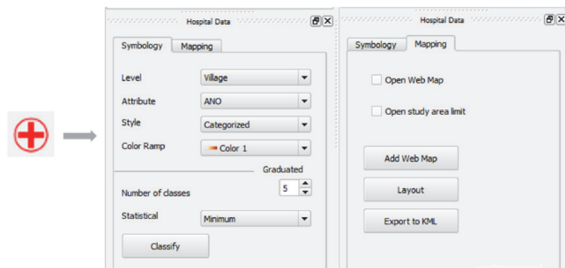 Hospital Data
Symbology Mapping
Level Village
Attribute ANO
Style Categorized
Color Ramp Color 1
Graduated
Number of classes 5
Statistical Minimum
Classify
Hospital Data
Symbology Mapping
Open Web Map
Open study area limit
Add Web Map
Layout
Export to KML